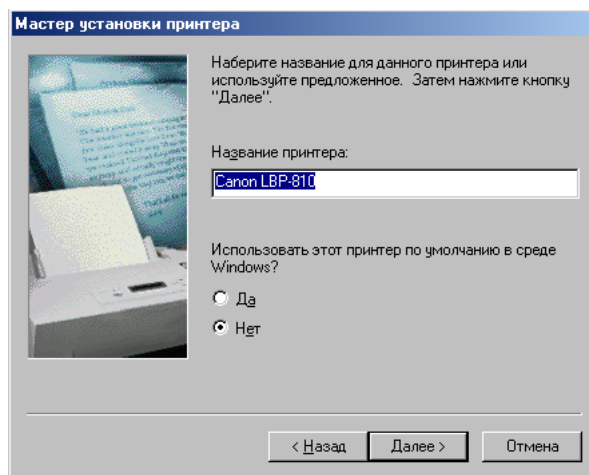 Мастер установки принтера
Наберите название для данного принтера или
используйте предложенное. Затем нажмите кнопку
"Далее".
Название принтера:
Canon LBP-810
Использовать этот принтер по умолчанию в среде
Windows?
Да
Нет
< Назад
Далее >
Отмена